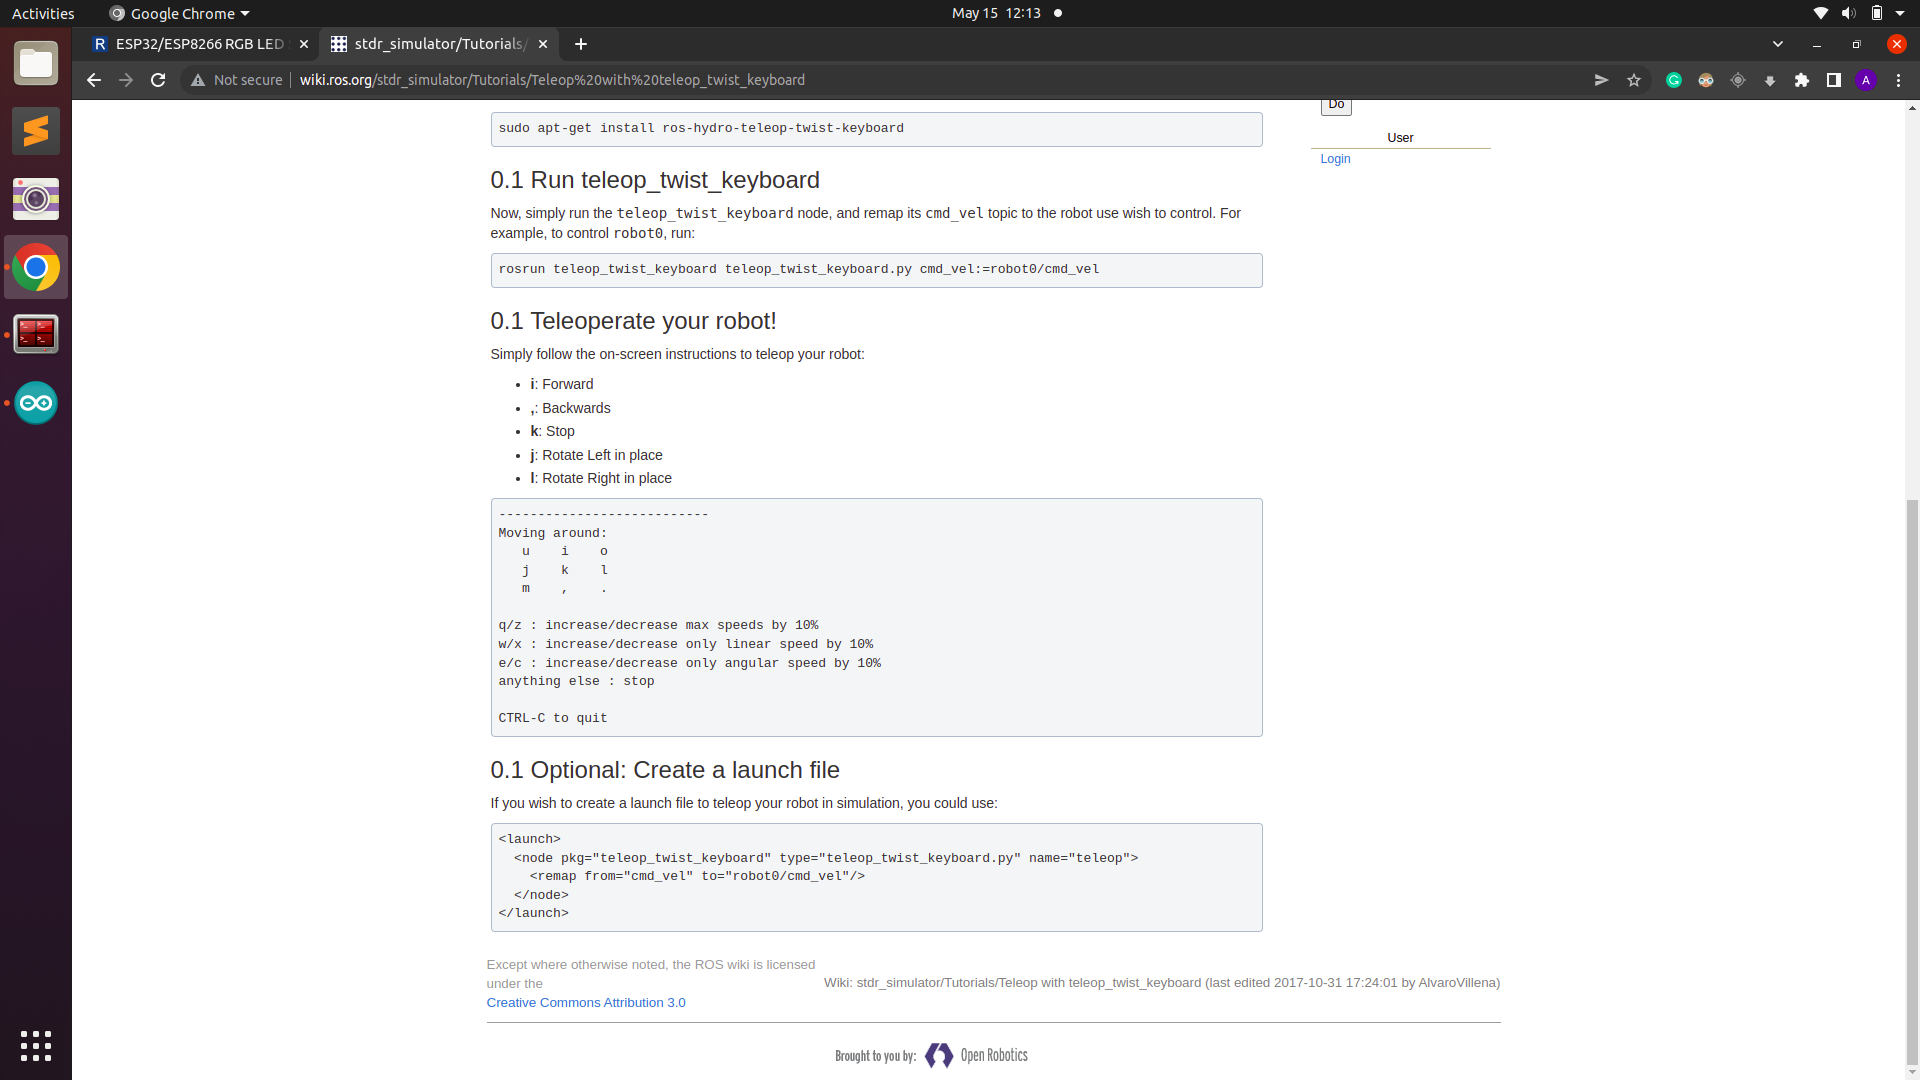 Activities
Google Chrome
May 15 12:13
ESP32/ESP8266 RGB LED
stdr_simulator/Tutorials/
Not secure
wiki.ros.org/stdr_simulator/Tutorials/Teleop%20with%20teleop_twist_keyboard
A
Do
sudo apt-get install ros-hydro-teleop-twist-keyboard
User
Login
0.1 Run teleop_twist_keyboard
Now, simply run the teleop_twist_keyboard node, and remap its cmd_vel topic to the robot use wish to control. For
example, to control robot0, run:
rosrun teleop_twist_keyboard teleop_twist_keyboard.py cmd_vel:=robot0/cmd_vel
0.1 Teleoperate your robot!
Simply follow the on-screen instructions to teleop your robot:
• i: Forward
• ,: Backwards
• k: Stop
• j: Rotate Left in place
• l: Rotate Right in place
---------------------------
Moving around:
   u    i    o
   j    k    l
   m    ,    .
q/z : increase/decrease max speeds by 10%
w/x : increase/decrease only linear speed by 10%
e/c : increase/decrease only angular speed by 10%
anything else : stop
CTRL-C to quit
0.1 Optional: Create a launch file
If you wish to create a launch file to teleop your robot in simulation, you could use:
<launch>
  <node pkg="teleop_twist_keyboard" type="teleop_twist_keyboard.py" name="teleop">
    <remap from="cmd_vel" to="robot0/cmd_vel"/>
  </node>
</launch>
Except where otherwise noted, the ROS wiki is licensed
under the
Creative Commons Attribution 3.0
Wiki: stdr_simulator/Tutorials/Teleop with teleop_twist_keyboard (last edited 2017-10-31 17:24:01 by AlvaroVillena)
Brought to you by: Open Robotics